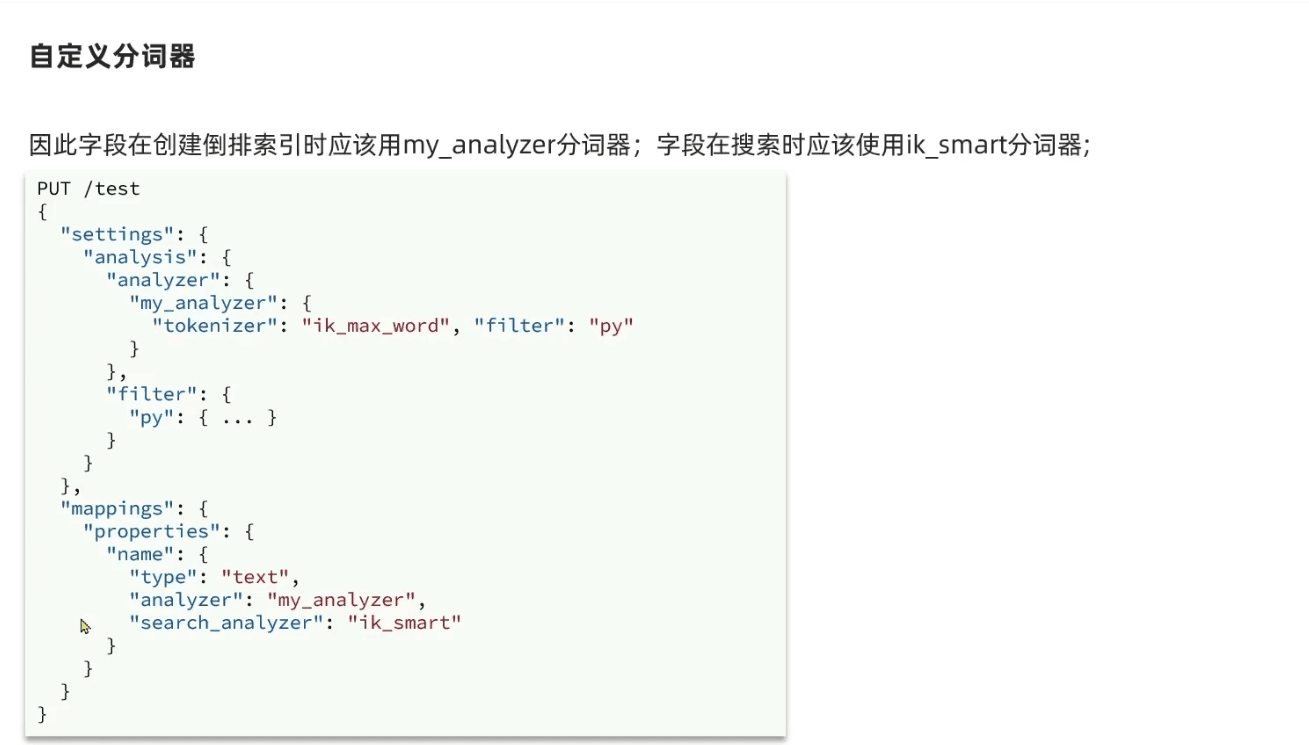 自定义分词器
因此字段在创建倒排索引时应该用my_analyzer分词器；字段在搜索时应该使用ik_smart分词器;
PUT /test
{
  "settings": {
    "analysis": {
      "analyzer": {
        "my_analyzer": {
          "tokenizer": "ik_max_word", "filter": "py"
        }
      },
      "filter": {
        "py": { ... }
      }
    }
  },
  "mappings": {
    "properties": {
      "name": {
        "type": "text",
        "analyzer": "my_analyzer",
        "search_analyzer": "ik_smart"
      }
    }
  }
}